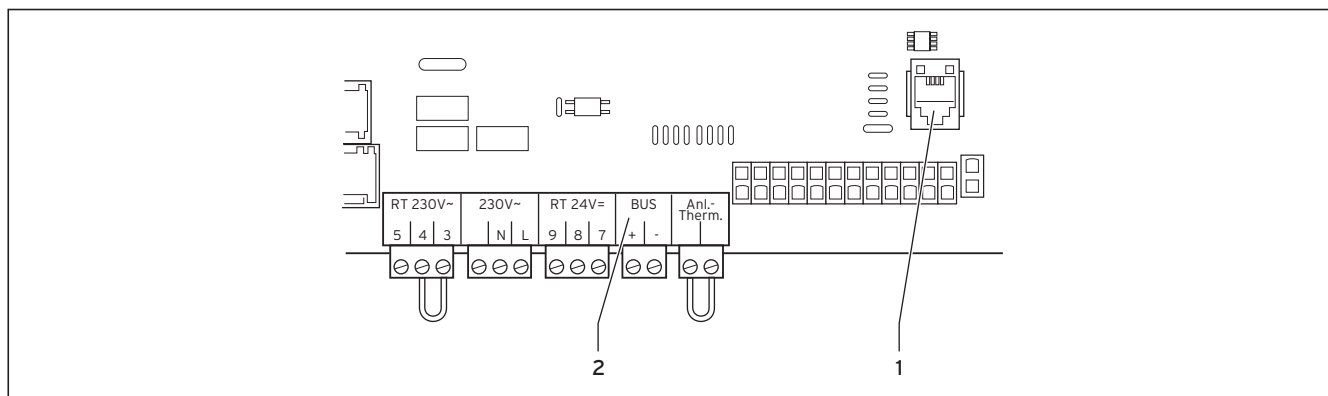 RT 230V~ 230V~ RT 24V= BUS Anl.-
Therm.
5 4 3 N L 9 8 7 + -
2 1